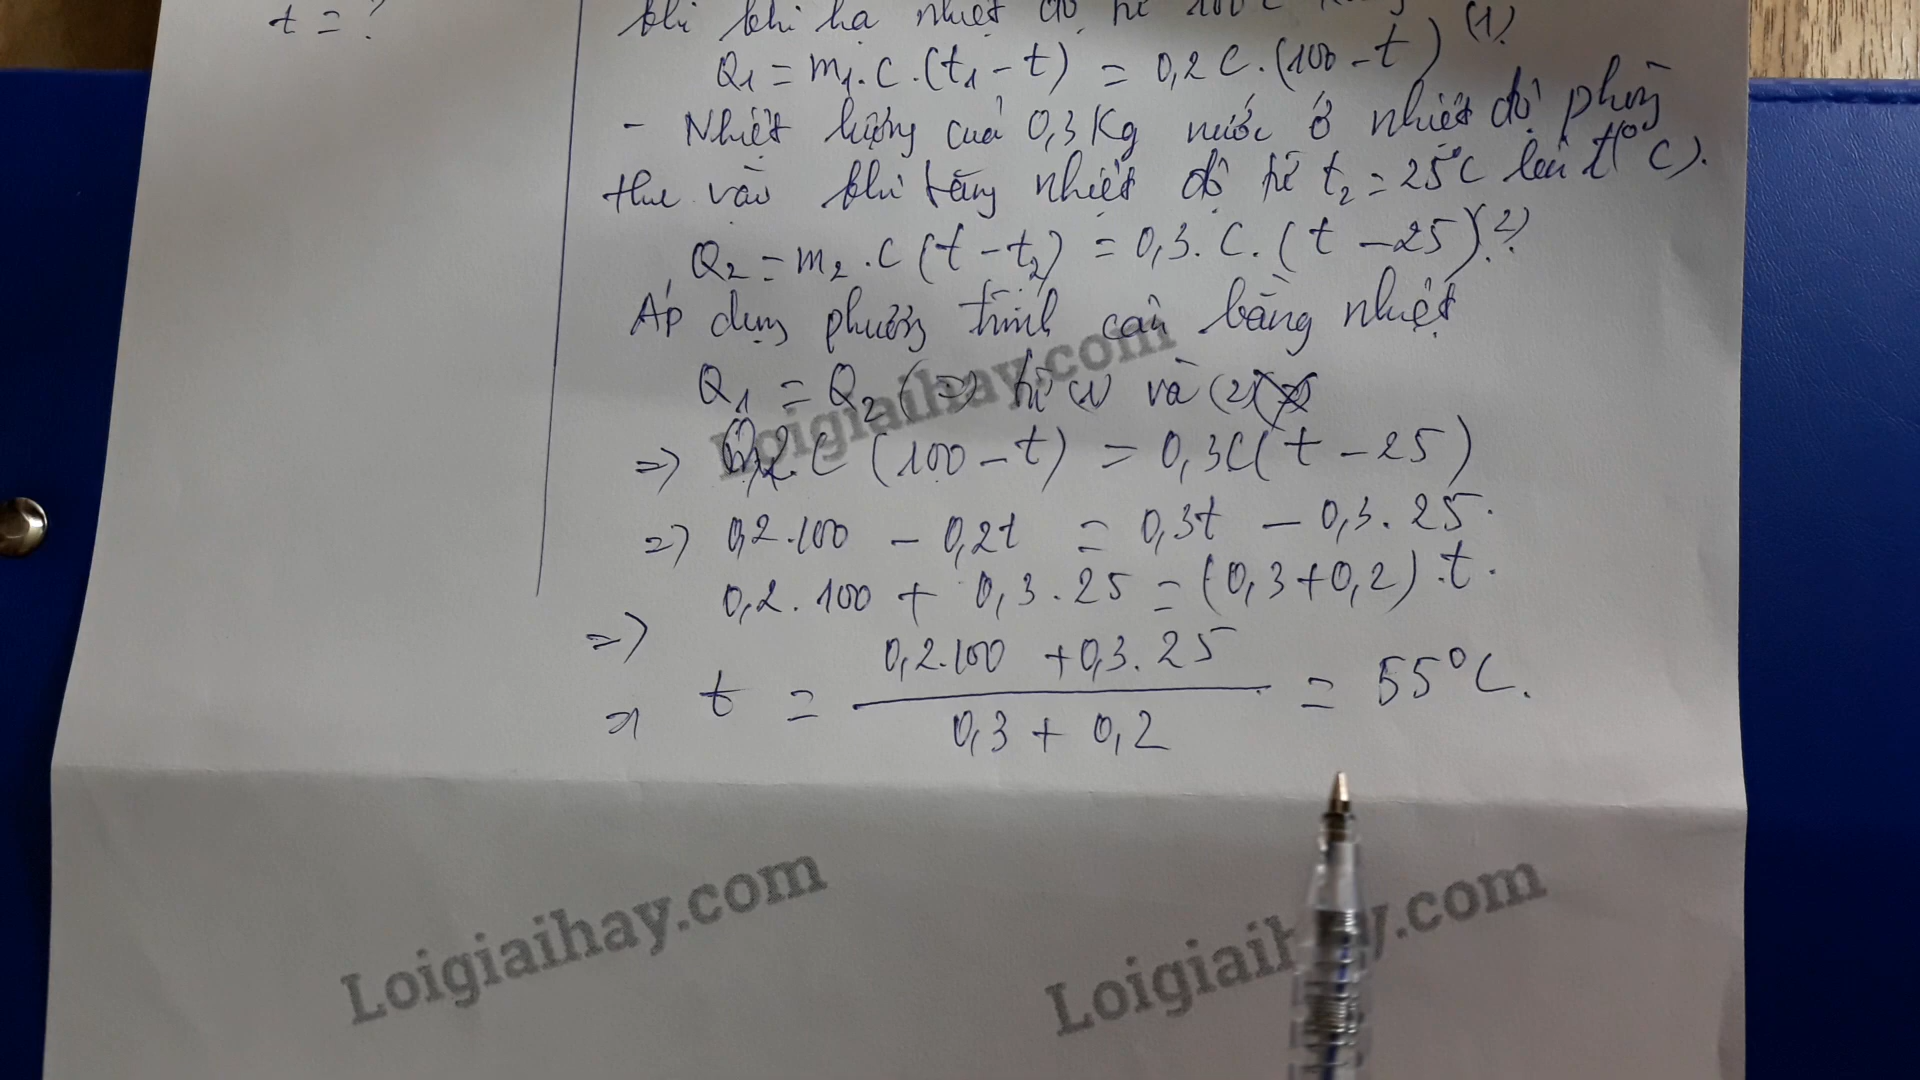 t = ?
khi khi hạ nhiệt độ từ 100°C
Q1 = m1.C.(t1 - t) = 0,2C.(100 - t) (1)
- Nhiệt lượng của 0,3 Kg nước ở nhiệt độ phòng
thu vào khi tăng nhiệt độ từ t2 = 25°C lên t°C).
Q2 = m2.C(t - t2) = 0,3.C.(t - 25) (2)
Áp dụng phương trình cân bằng nhiệt
Q1 = Q2 (=) từ (1) và (2)
=> 0,2.C (100 - t) = 0,3C(t - 25)
=> 0,2.100 - 0,2t = 0,3t - 0,3.25.
0,2.100 + 0,3.25 = (0,3+0,2).t.
=>
=> t = 0,2.100 + 0,3.25 / 0,3 + 0,2 = 55°C.
Loigiaihay.com
Loigiaihay.com
Loigiaihay.com